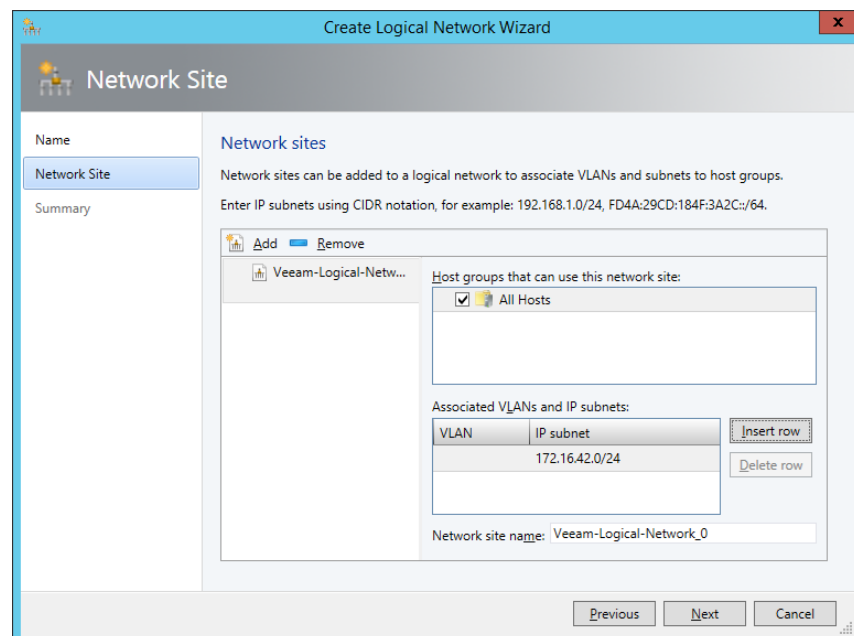 Create Logical Network Wizard
x
Network Site
Name
Network Site
Summary
Network sites
Network sites can be added to a logical network to associate VLANs and subnets to host groups.
Enter IP subnets using CIDR notation, for example: 192.168.1.0/24, FD4A:29CD:184F:3A2C::/64.
Add Remove
Veeam-Logical-Netw...
Host groups that can use this network site:
All Hosts
Associated VLANs and IP subnets:
VLAN IP subnet
172.16.42.0/24
Insert row
Delete row
Network site name: Veeam-Logical-Network_0
Previous Next Cancel